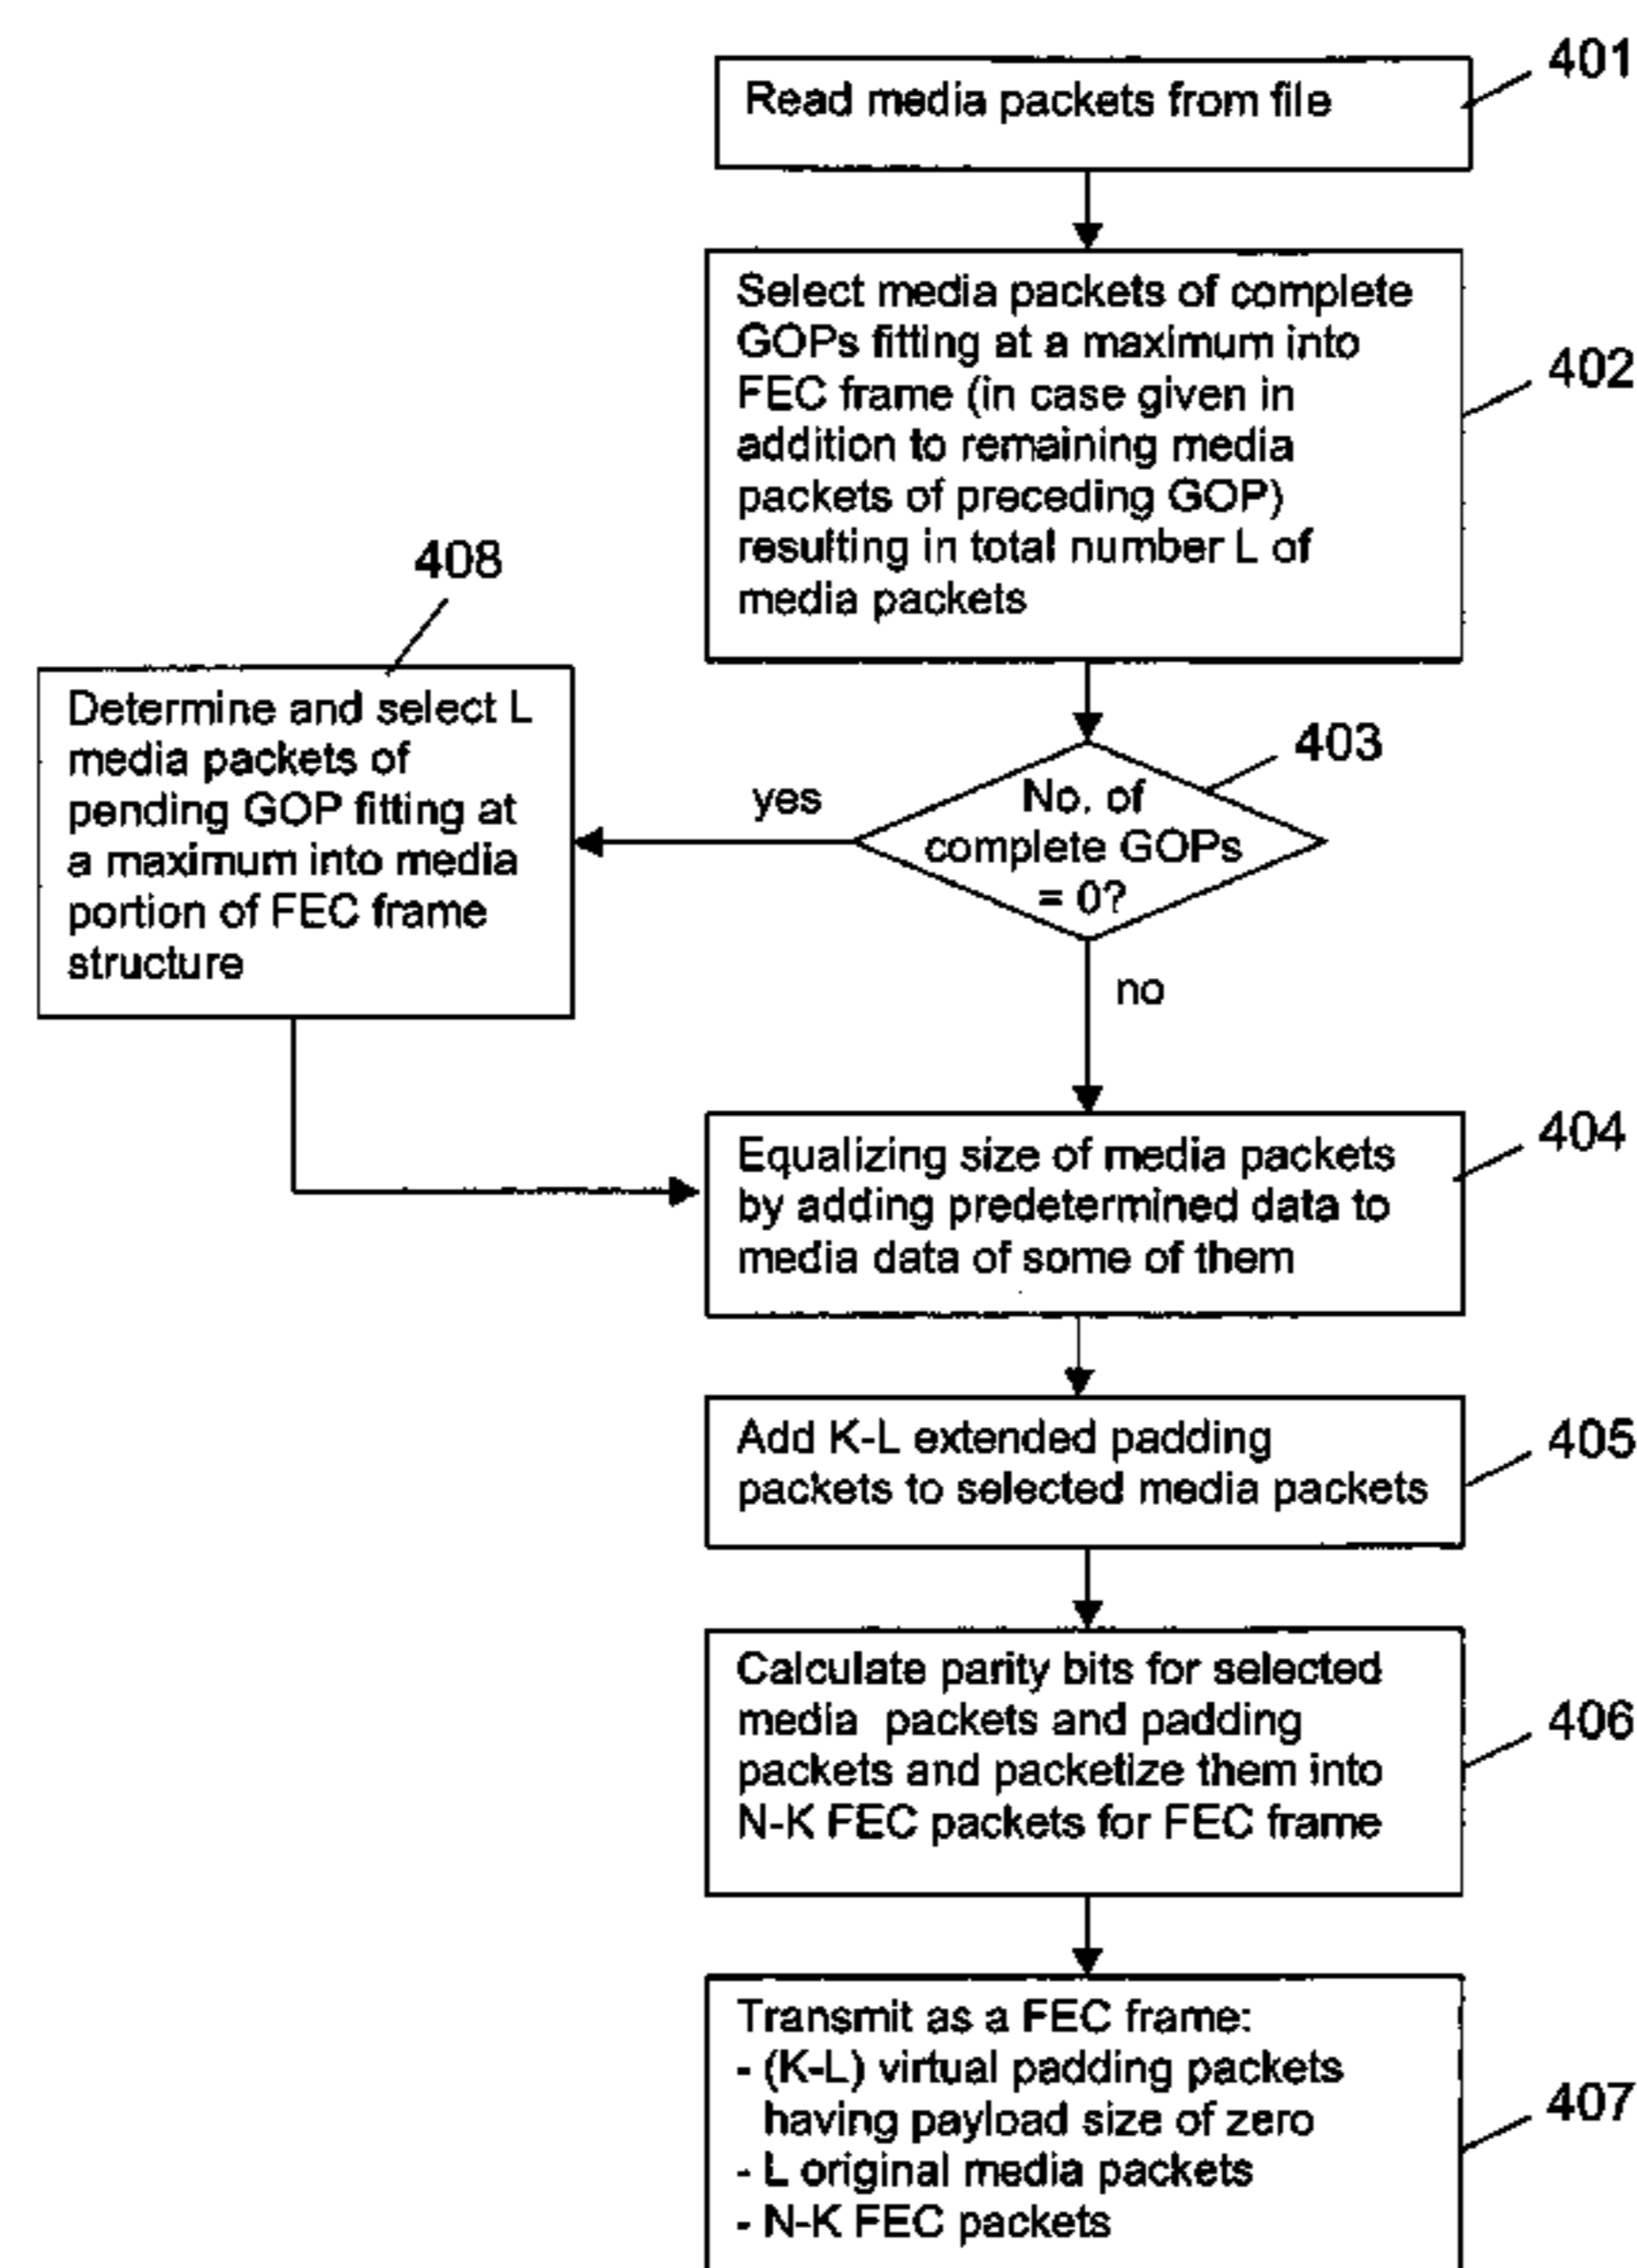 401
Read media packets from file
Select media packets of complete
GOPs fitting at a maximum into
FEC frame (in case given in
addition to remaining media
packets of preceding GOP)
resulting in total number L of
media packets
402
408
Determine and select L
media packets of
pending GOP fitting at
a maximum into media
portion of FEC frame
structure
403
yes
No. of
complete GOPs
= 0?
no
404
Equalizing size of media packets
by adding predetermined data to
media data of some of them
405
Add K-L extended padding
packets to selected media packets
406
Calculate parity bits for selected
media packets and padding
packets and packetize them into
N-K FEC packets for FEC frame
407
Transmit as a FEC frame:
- (K-L) virtual padding packets
having payload size of zero
- L original media packets
- N-K FEC packets